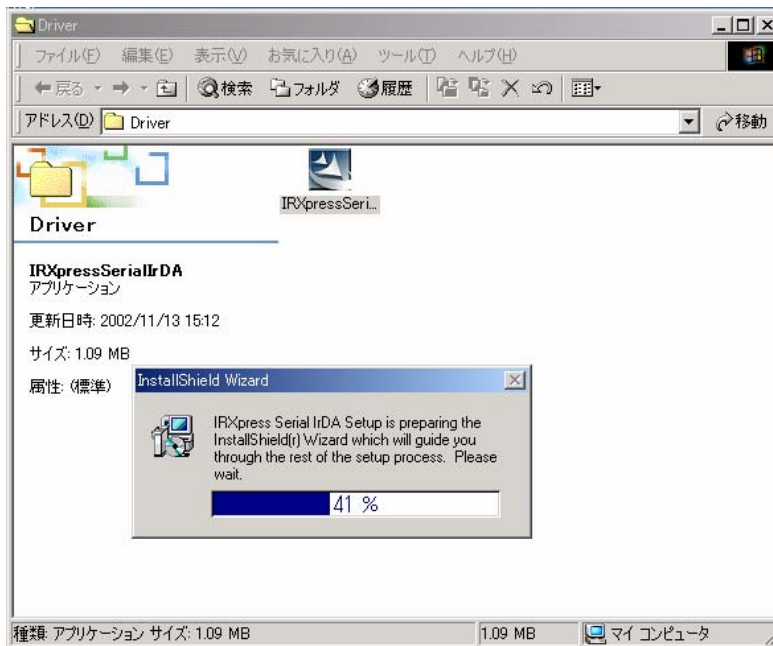 Driver
ファイル(F) 編集(E) 表示(V) お気に入り(A) ツール(T) ヘルプ(H)
戻る 検索 フォルダ 履歴
アドレス(D) Driver 移動
IRXpressSeri...
Driver
IRXpressSerialIrDA
アプリケーション
更新日時: 2002/11/13 15:12
サイズ: 1.09 MB
属性: (標準)
InstallShield Wizard
IRXpress Serial IrDA Setup is preparing the
InstallShield(r) Wizard which will guide you
through the rest of the setup process. Please
wait.
41 %
種類: アプリケーション サイズ: 1.09 MB 1.09 MB マイ コンピュータ